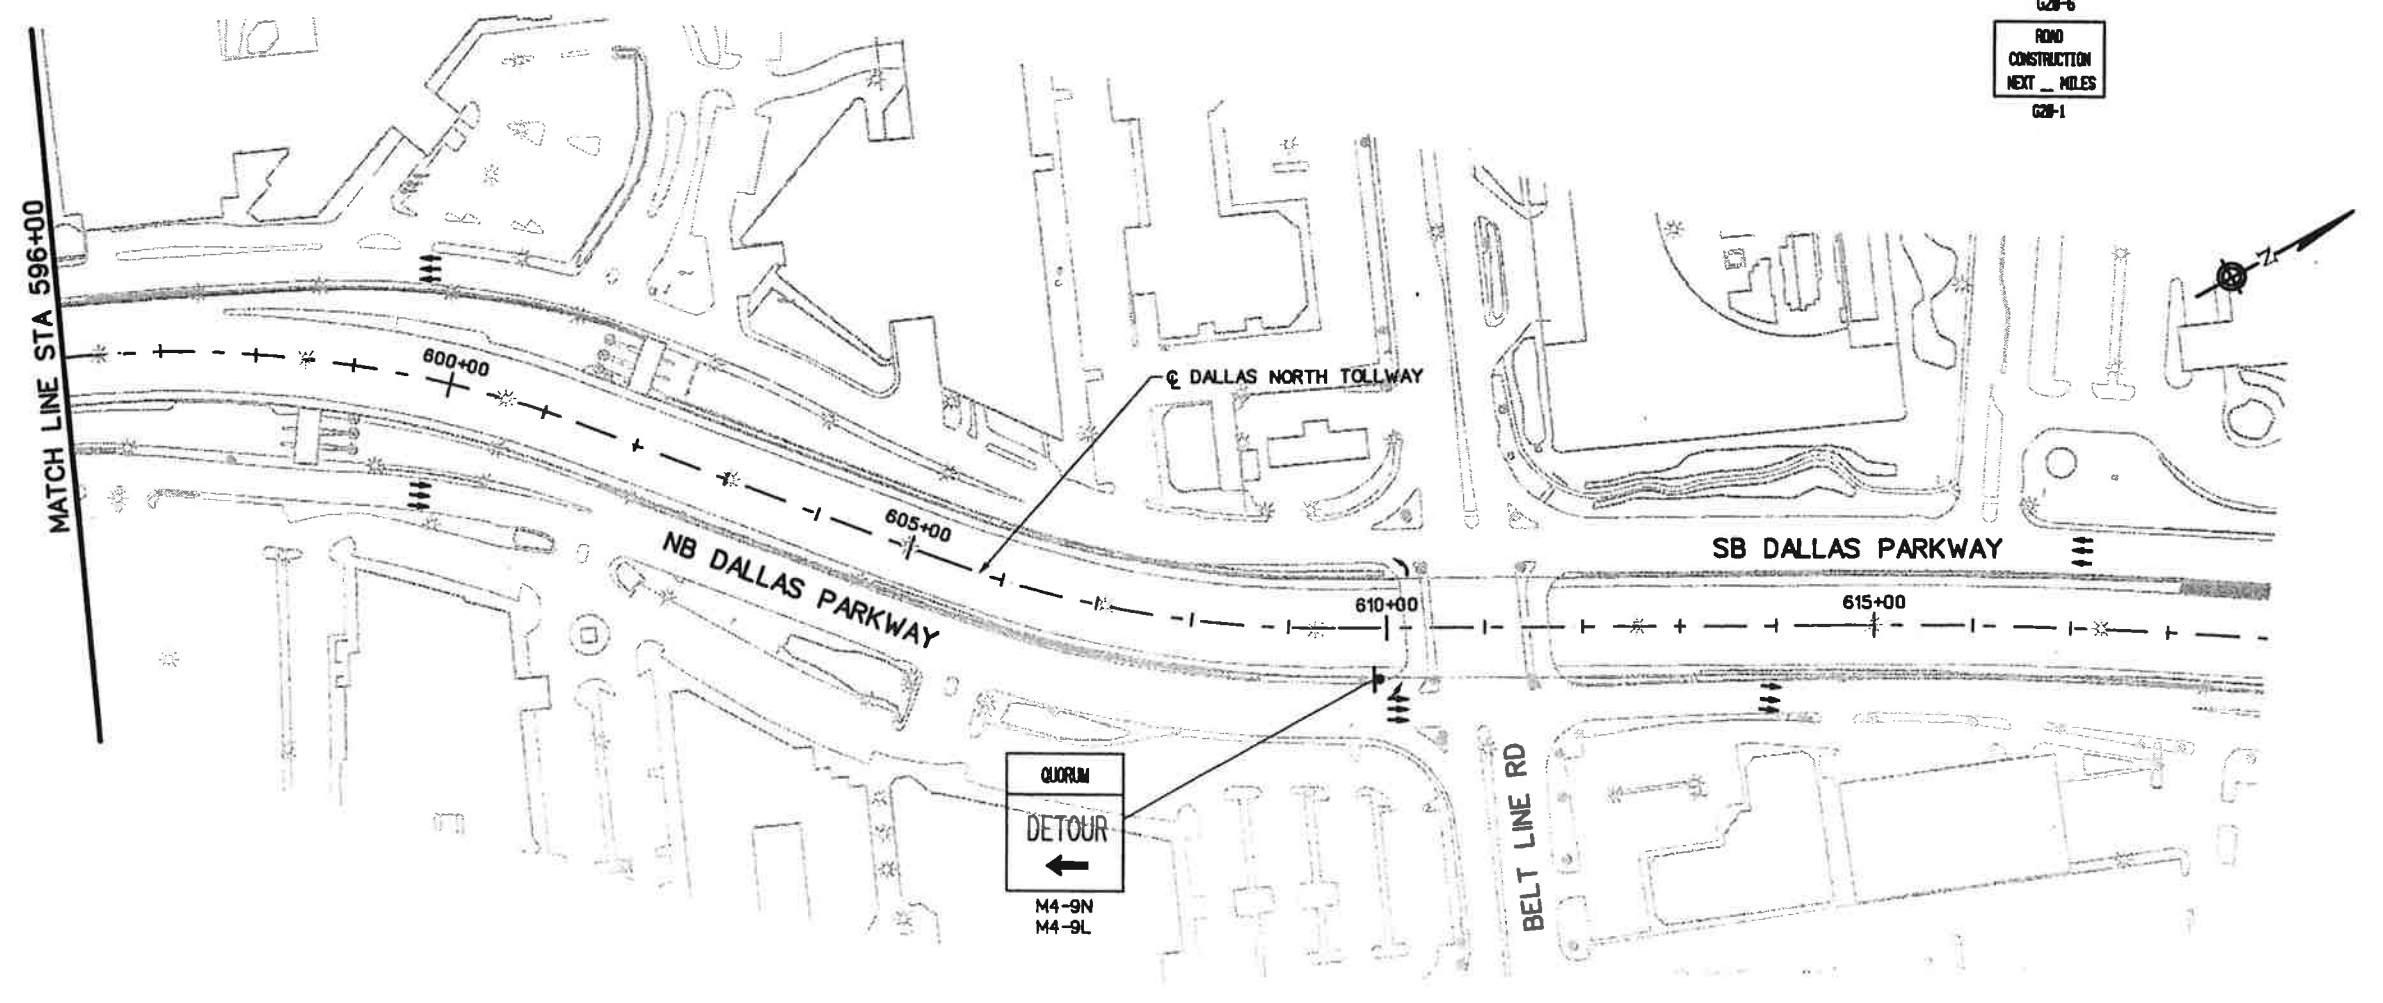 G20-6
ROAD
CONSTRUCTION
NEXT __ MILES
G20-1
MATCH LINE STA 596+00
600+00
℄ DALLAS NORTH TOLLWAY
605+00
NB DALLAS PARKWAY
SB DALLAS PARKWAY
610+00
615+00
N
QUORUM
DETOUR
M4-9N
M4-9L
BELT LINE RD